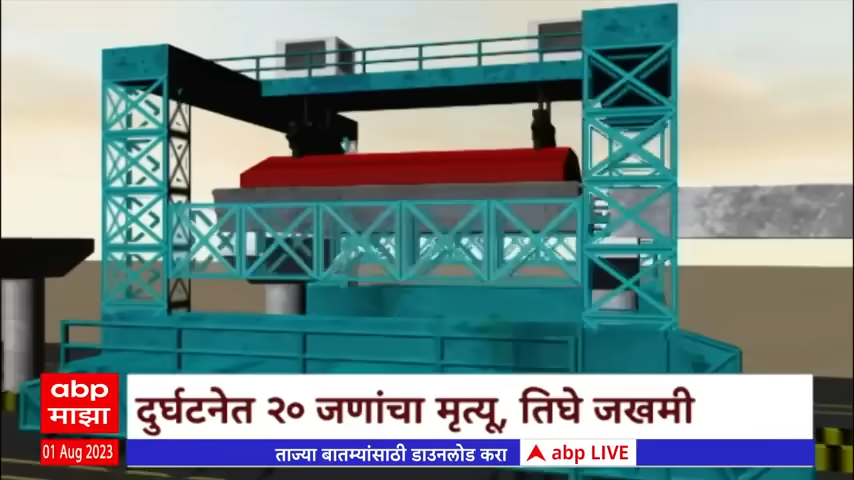 abp
माझा
दुर्घटनेत २० जणांचा मृत्यू, तिघे जखमी
01 Aug 2023
ताज्या बातम्यांसाठी डाउनलोड करा abp LIVE